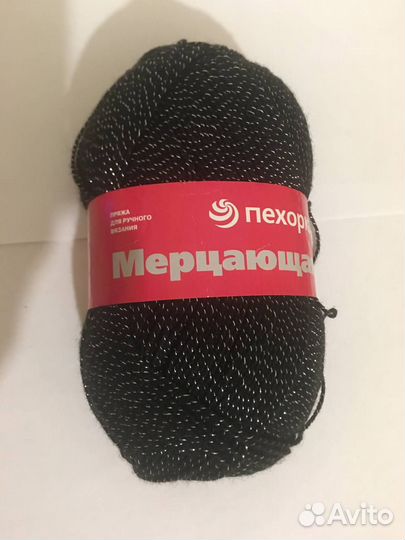 ПРЯЖА
ДЛЯ РУЧНОГО
ВЯЗАНИЯ
пехор
Мерцающа
Avito